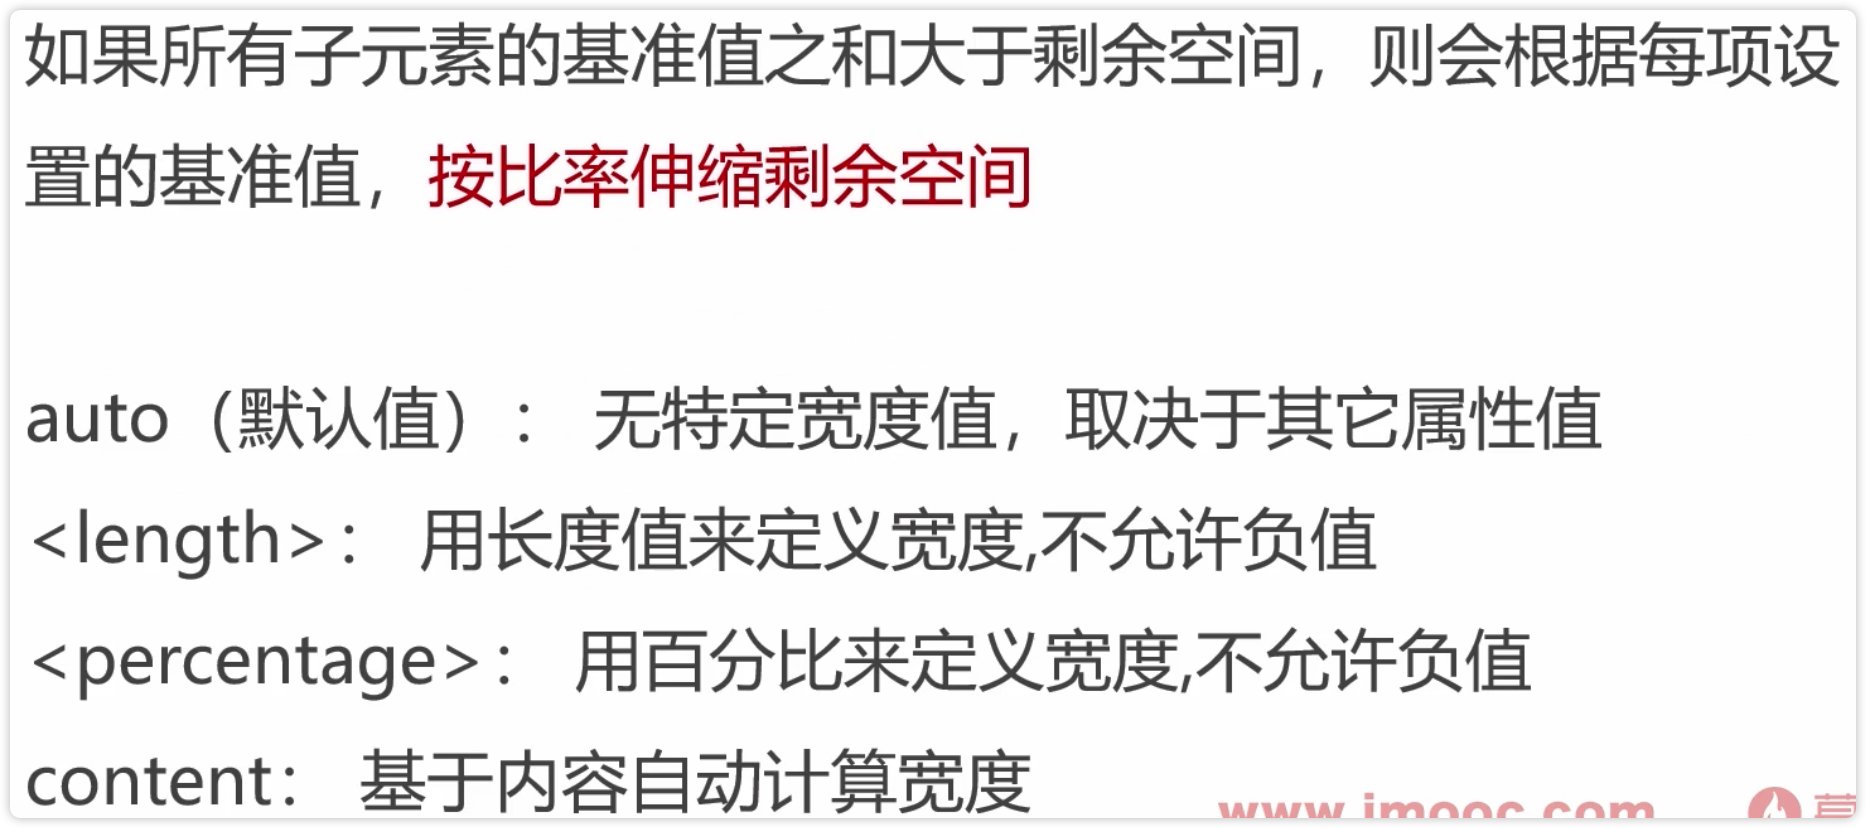 如果所有子元素的基准值之和大于剩余空间，则会根据每项设
置的基准值，按比率伸缩剩余空间
auto（默认值）： 无特定宽度值，取决于其它属性值
<length>： 用长度值来定义宽度,不允许负值
<percentage>： 用百分比来定义宽度,不允许负值
content： 基于内容自动计算宽度
www.imooc.com